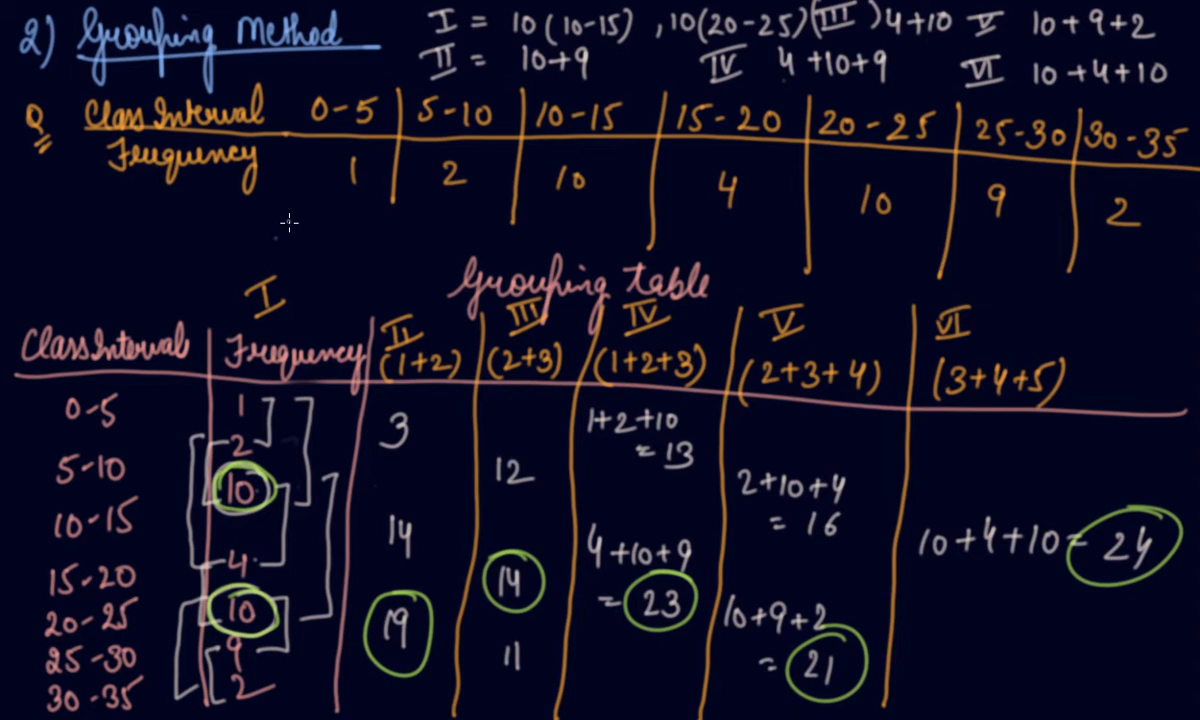 2) Grouping Method I = 10(10-15) , 10(20-25) (III) 4+10 V 10+9+2
II = 10+9 IV 4+10+9 VI 10+4+10
Q Class Interval 0-5 5-10 10-15 15-20 20-25 25-30 30-35
Frequency 1 2 10 4 10 9 2
Grouping table
I II III IV V VI
Class Interval Frequency (1+2) (2+3) (1+2+3) (2+3+4) (3+4+5)
0-5 1 3 1+2+10
= 13
5-10 2 12 2+10+4
= 16
10-15 10 14 10+4+10 = 24
15-20 4 14 4+10+9
= 23
20-25 10 19 10+9+2
= 21
25-30 9 11
30-35 2